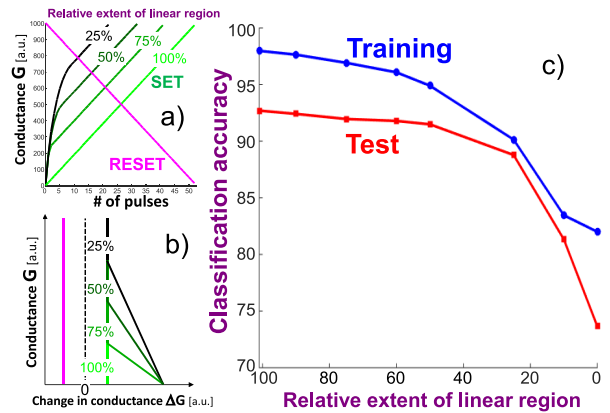 Relative extent of linear region
Conductance G [a.u.]
1000
900
800
700
600
500
400
300
200
100
0
25%
50%
75%
100%
SET
a)
RESET
0 5 10 15 20 25 30 35 40 45 50
# of pulses
b)
Conductance G [a.u.]
25%
50%
75%
100%
0
Change in conductance ΔG [a.u.]
c)
Training
Test
Classification accuracy
100
95
90
85
80
75
70
100 80 60 40 20 0
Relative extent of linear region